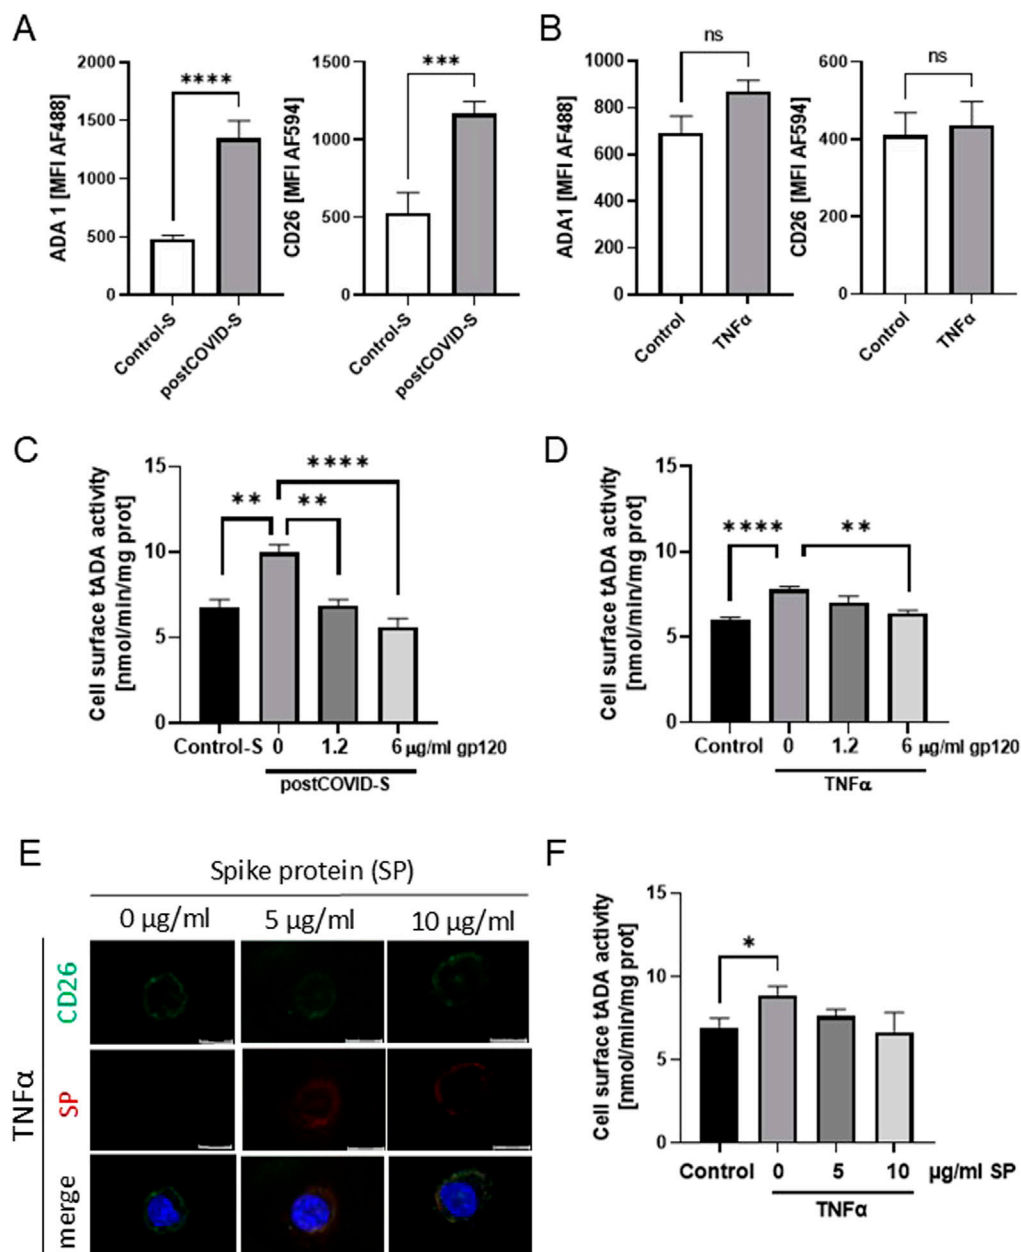 A
2000
1500
1000
500
0
ADA 1 [MFI AF488]
****
Control-S
postCOVID-S
1500
1000
500
0
CD26 [MFI AF594]
***
Control-S
postCOVID-S
B
1000
800
600
400
200
0
ADA1 [MFI AF488]
ns
Control
TNFα
600
400
200
0
CD26 [MFI AF594]
ns
Control
TNFα
C
Cell surface tADA activity
[nmol/min/mg prot]
15
10
5
0
****
** **
Control-S 0 1.2 6 µg/ml gp120
postCOVID-S
D
Cell surface tADA activity
[nmol/min/mg prot]
15
10
5
0
**** **
Control 0 1.2 6 µg/ml gp120
TNFα
E
Spike protein (SP)
0 µg/ml 5 µg/ml 10 µg/ml
TNFα
CD26
SP
merge
F
Cell surface tADA activity
[nmol/min/mg prot]
15
10
5
0
*
Control 0 5 10 µg/ml SP
TNFα